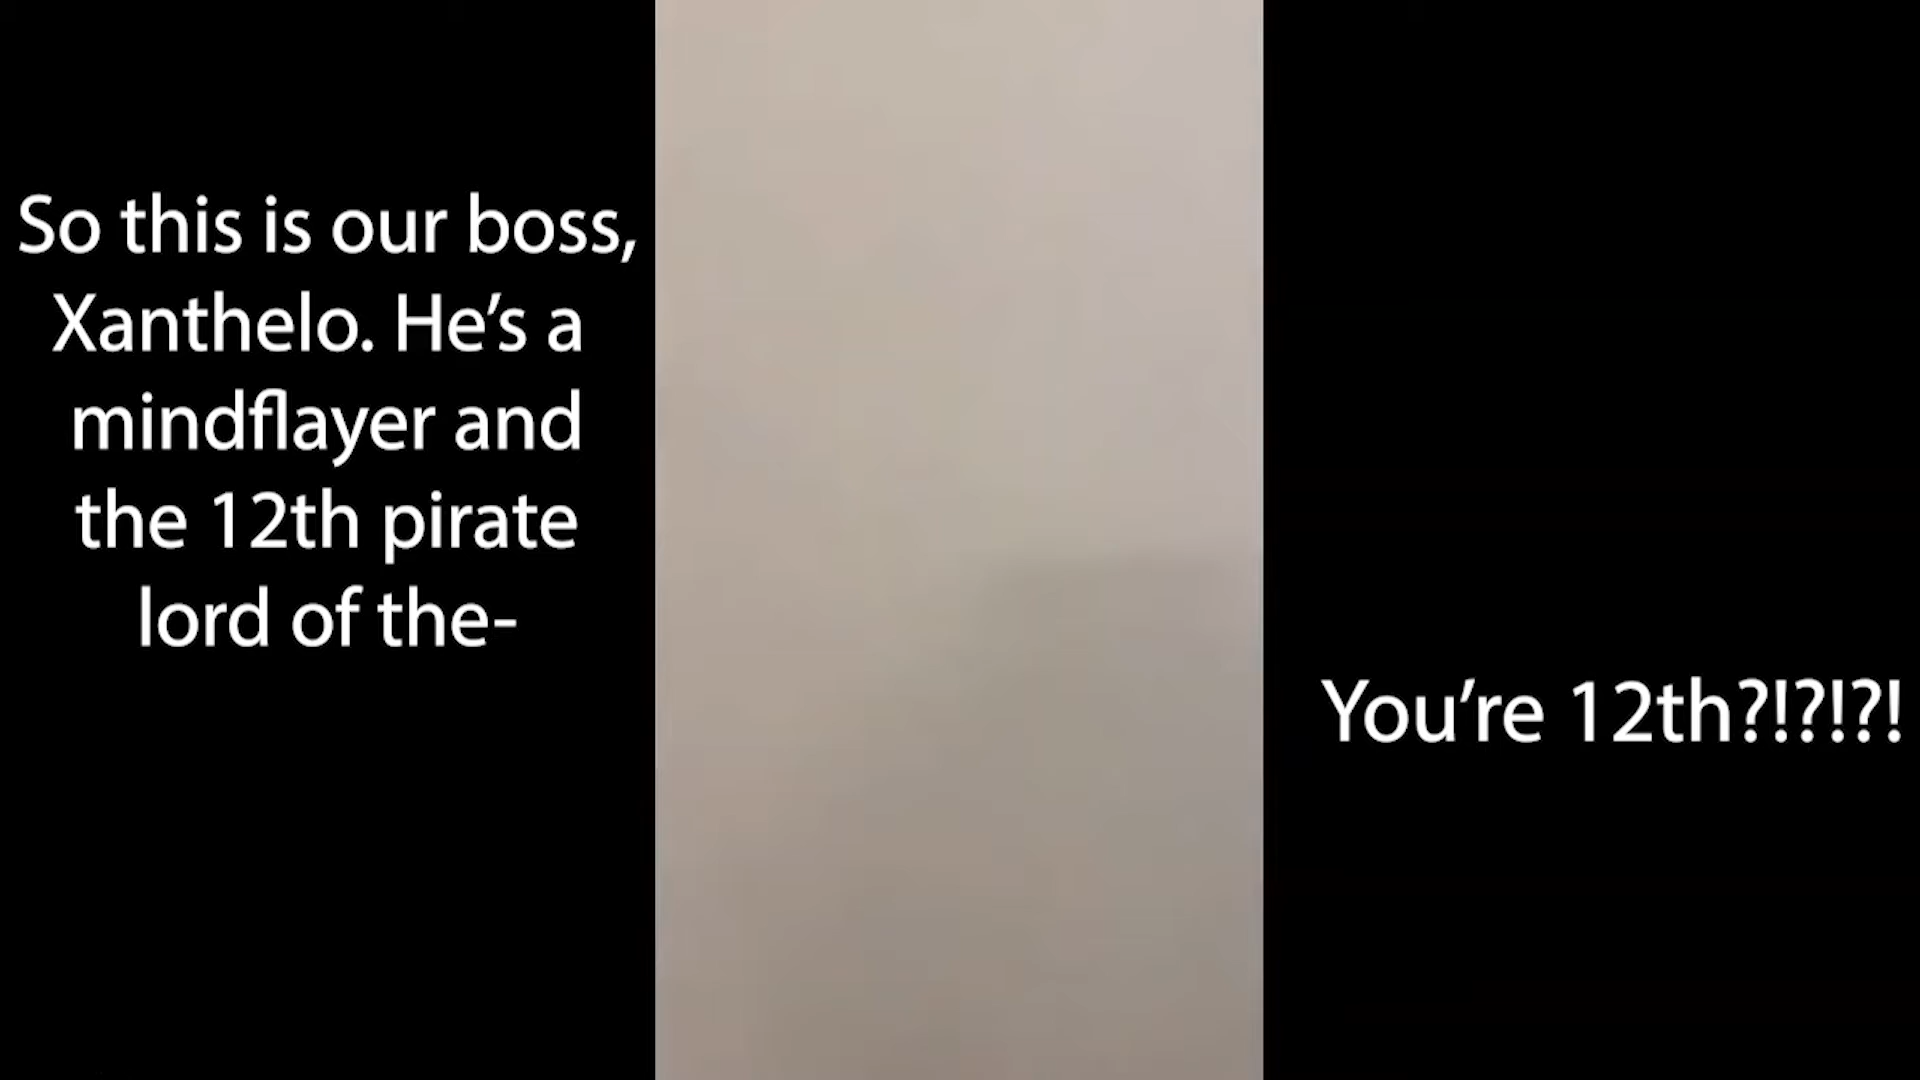 So this is our boss,
Xanthelo. He’s a
mindflayer and
the 12th pirate
lord of the-
You’re 12th?!?!?!